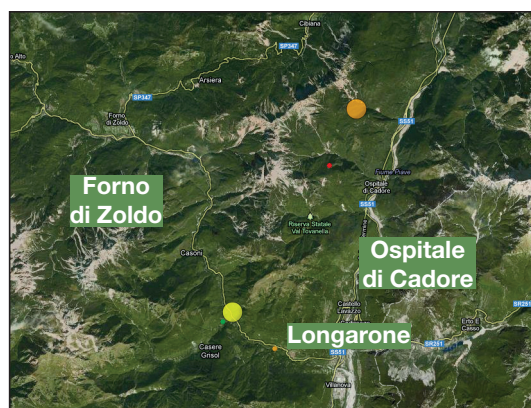 Cibiana
SP347
o Alto
Arsiera
SP347
Forno
di Zoldo
SS51
Fiume Piave
Forno
di Zoldo
Ospitale
di Cadore
SS51
Riserva Statale
Val Tovanella
Casoni
Ospitale
di Cadore
Castello
Lavazzo
SR251
Erto E
Casso
Longarone
Casere
Grisol
SS51
SR251
Villanova